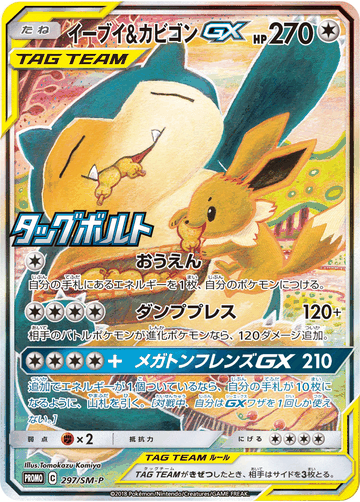 たね イーブイ&カビゴンGX HP270
TAG TEAM
タッグボルト
おうえん
自分の手札にあるエネルギーを1枚、自分のポケモンにつける。
ダンププレス 120+
相手のバトルポケモンが進化ポケモンなら、120ダメージ追加。
+ メガトンフレンズGX 210
追加でエネルギーが1個ついているなら、自分の手札が10枚に
なるように、山札を引く。[対戦中、自分はGXワザを1回しか使え
ない。]
弱点 ×2 抵抗力 にげる
Illus.Tomokazu Komiya
TAG TEAM ルール
PROMO C 297/SM-P
TAG TEAMがきぜつしたとき、相手はサイドを3枚とる。
©2018 Pokémon/Nintendo/Creatures/GAME FREAK